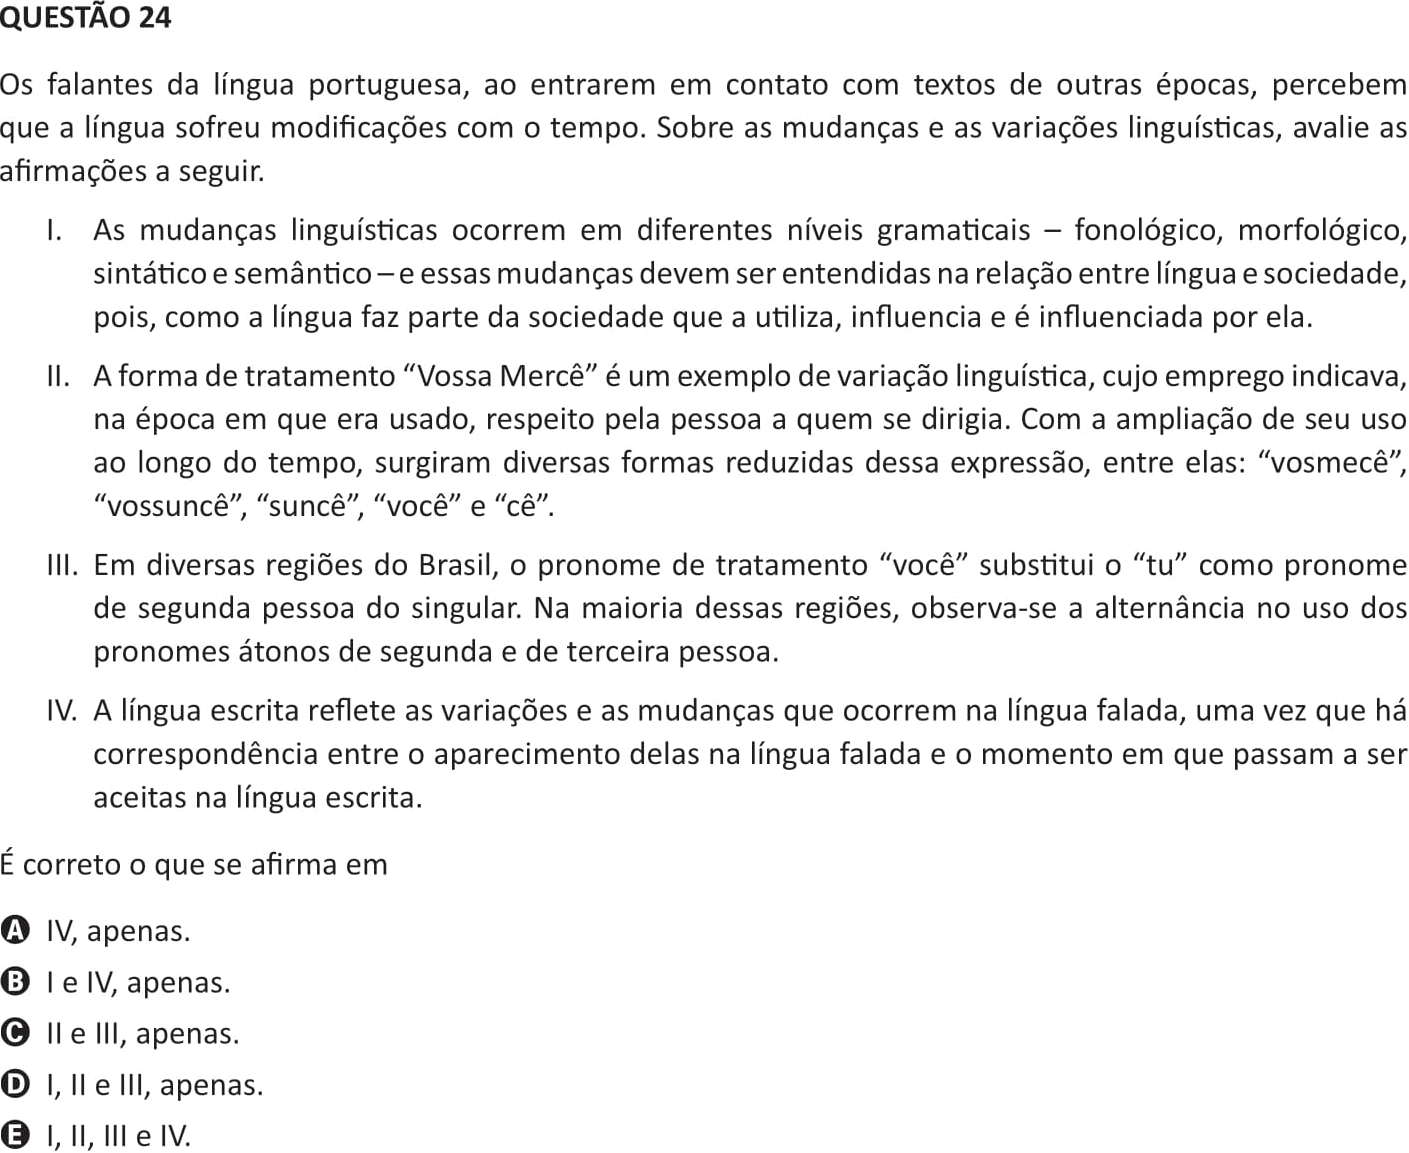 QUESTÃO 24
Os falantes da língua portuguesa, ao entrarem em contato com textos de outras épocas, percebem
que a língua sofreu modificações com o tempo. Sobre as mudanças e as variações linguísticas, avalie as
afirmações a seguir.
I. As mudanças linguísticas ocorrem em diferentes níveis gramaticais – fonológico, morfológico,
sintático e semântico – e essas mudanças devem ser entendidas na relação entre língua e sociedade,
pois, como a língua faz parte da sociedade que a utiliza, influencia e é influenciada por ela.
II. A forma de tratamento “Vossa Mercê” é um exemplo de variação linguística, cujo emprego indicava,
na época em que era usado, respeito pela pessoa a quem se dirigia. Com a ampliação de seu uso
ao longo do tempo, surgiram diversas formas reduzidas dessa expressão, entre elas: “vosmecê”,
“vossuncê”, “suncê”, “você” e “cê”.
III. Em diversas regiões do Brasil, o pronome de tratamento “você” substitui o “tu” como pronome
de segunda pessoa do singular. Na maioria dessas regiões, observa-se a alternância no uso dos
pronomes átonos de segunda e de terceira pessoa.
IV. A língua escrita reflete as variações e as mudanças que ocorrem na língua falada, uma vez que há
correspondência entre o aparecimento delas na língua falada e o momento em que passam a ser
aceitas na língua escrita.
É correto o que se afirma em
A IV, apenas.
B I e IV, apenas.
C II e III, apenas.
D I, II e III, apenas.
E I, II, III e IV.